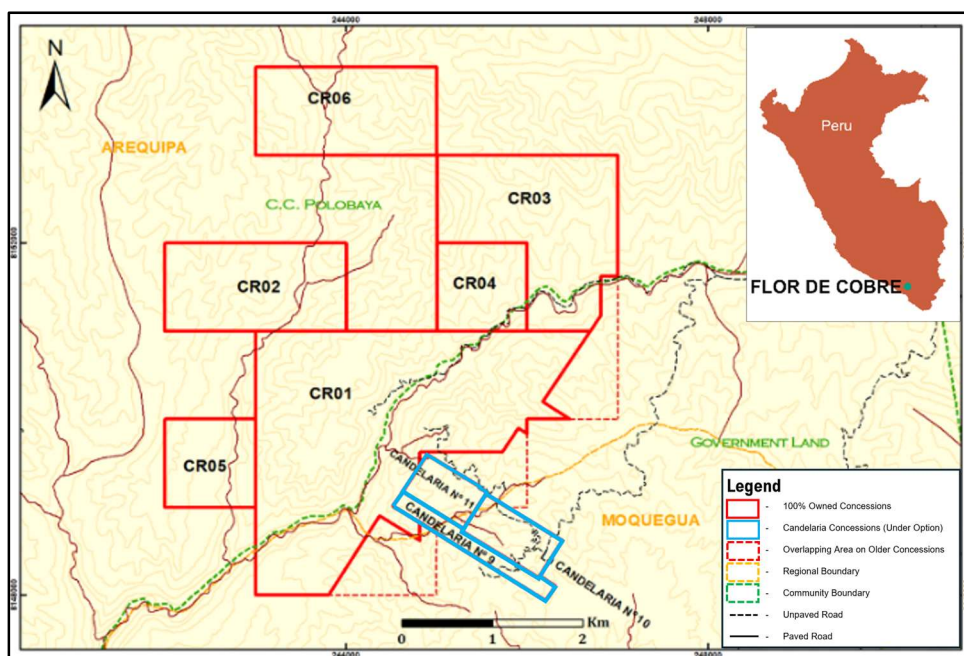 244000
248000
N
CR06
Peru
AREQUIPA
CR03
C.C. POLOBAYA
8152000
CR02
CR04
FLOR DE COBRE
CR01
GOVERNMENT LAND
CR05
CANDELARIA N° 11
CANDELARIA N° 9
MOQUEGUA
CANDELARIA N°10
8148000
Legend
- 100% Owned Concessions
- Candelaria Concessions (Under Option)
- Overlapping Area on Older Concessions
- Regional Boundary
- Community Boundary
- Unpaved Road
- Paved Road
Km
0 1 2
244000
248000